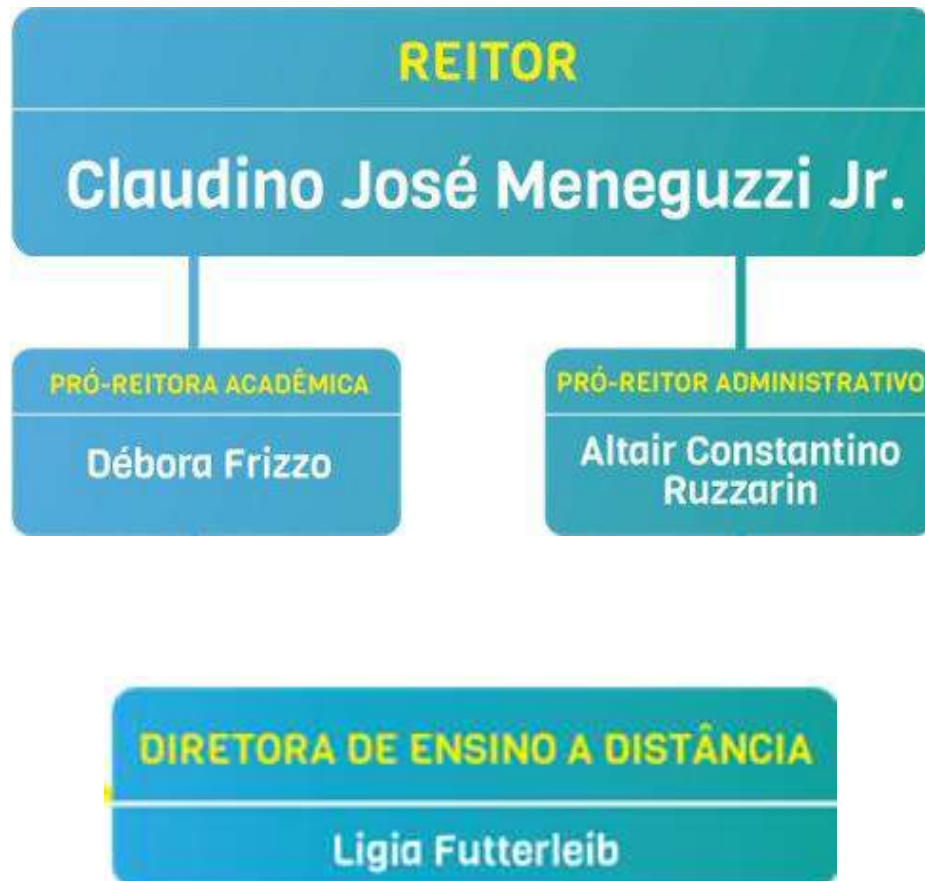 REITOR
Claudino José Meneguzzi Jr.
PRÓ-REITORA ACADÊMICA
Débora Frizzo
PRÓ-REITOR ADMINISTRATIVO
Altair Constantino
Ruzzarin
DIRETORA DE ENSINO A DISTÂNCIA
Ligia Futterleib